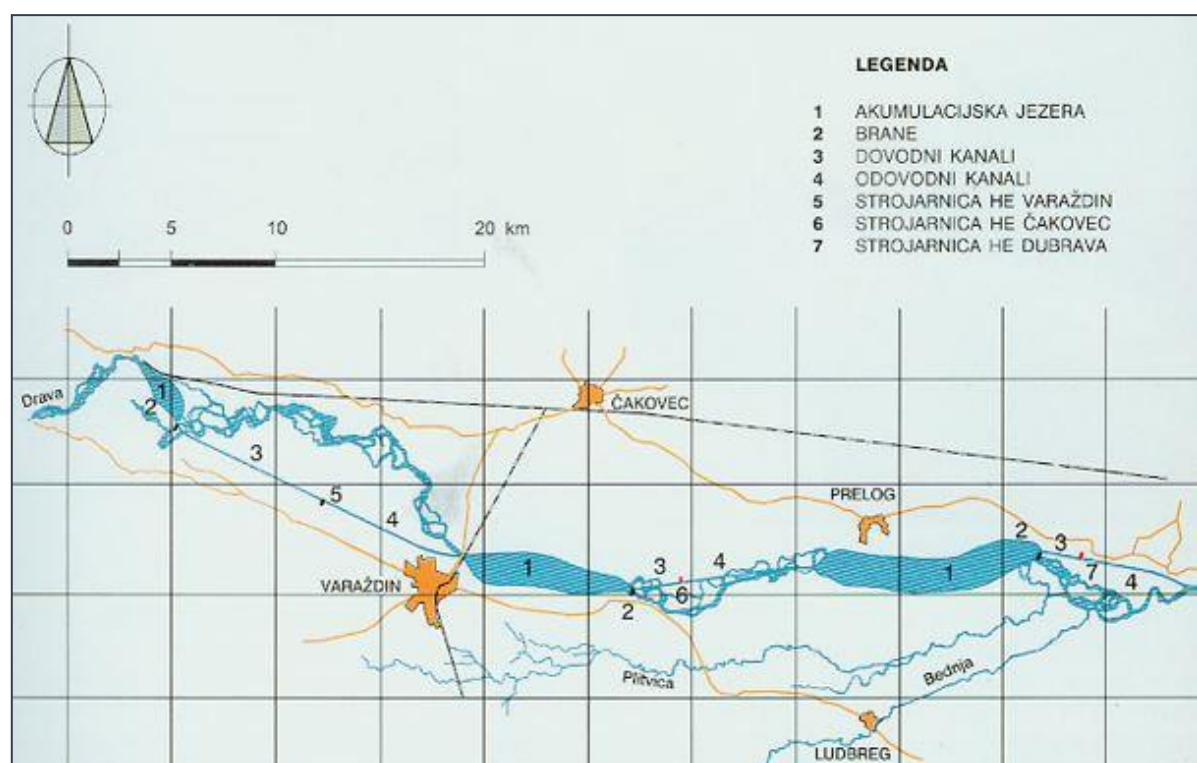 LEGENDA
1 AKUMULACIJSKA JEZERA
2 BRANE
3 DOVODNI KANALI
4 ODOVODNI KANALI
5 STROJARNICA HE VARAŽDIN
6 STROJARNICA HE ČAKOVEC
7 STROJARNICA HE DUBRAVA
0 5 10 20 km
Drava
1
2
ČAKOVEC
3
5
PRELOG
4
2
3
VARAŽDIN
1
3
4
1
7
4
6
2
Plitvica
Bednja
LUDBREG